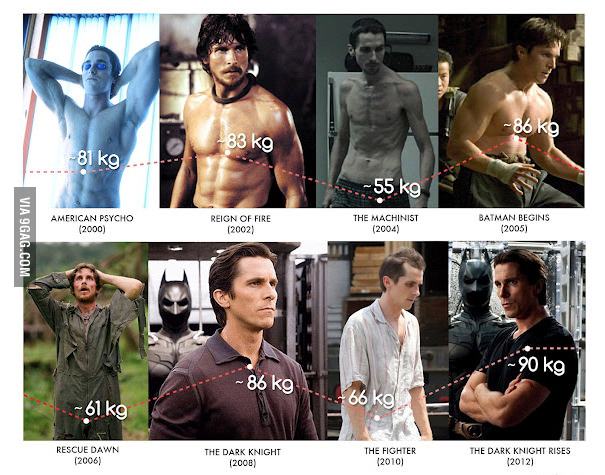 ~81 kg
~83 kg
~55 kg
~86 kg
AMERICAN PSYCHO
(2000)
REIGN OF FIRE
(2002)
THE MACHINIST
(2004)
BATMAN BEGINS
(2005)
VIA 9GAG.COM
~61 kg
~86 kg
~66 kg
~90 kg
RESCUE DAWN
(2006)
THE DARK KNIGHT
(2008)
THE FIGHTER
(2010)
THE DARK KNIGHT RISES
(2012)